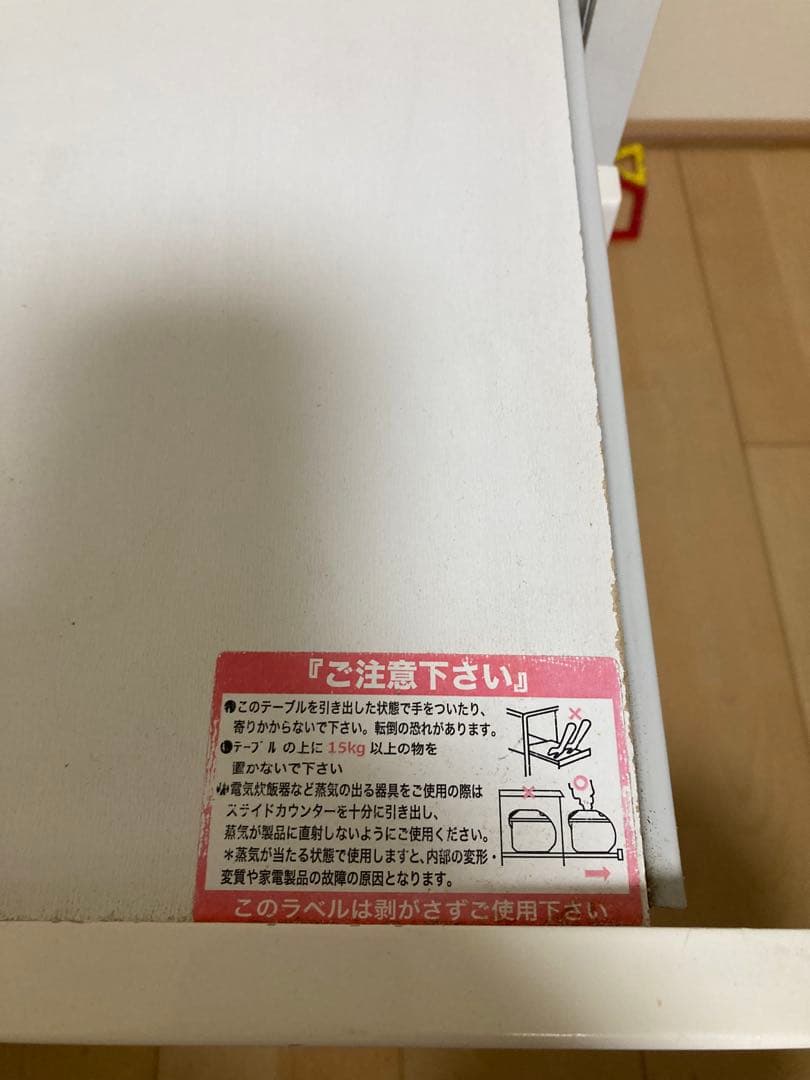 『ご注意下さい』
●このテーブルを引き出した状態で手をついたり、
寄りかからないで下さい。転倒の恐れがあります。
●ﾃｰﾌﾞﾙ の上に 15kg 以上の物を
置かないで下さい
●電気炊飯器など蒸気の出る器具をご使用の際は
スライドカウンターを十分に引き出し、
蒸気が製品に直射しないようにご使用ください。
＊蒸気が当たる状態で使用しますと、内部の変形・
変質や家電製品の故障の原因となります。
このラベルは剥がさずご使用下さい